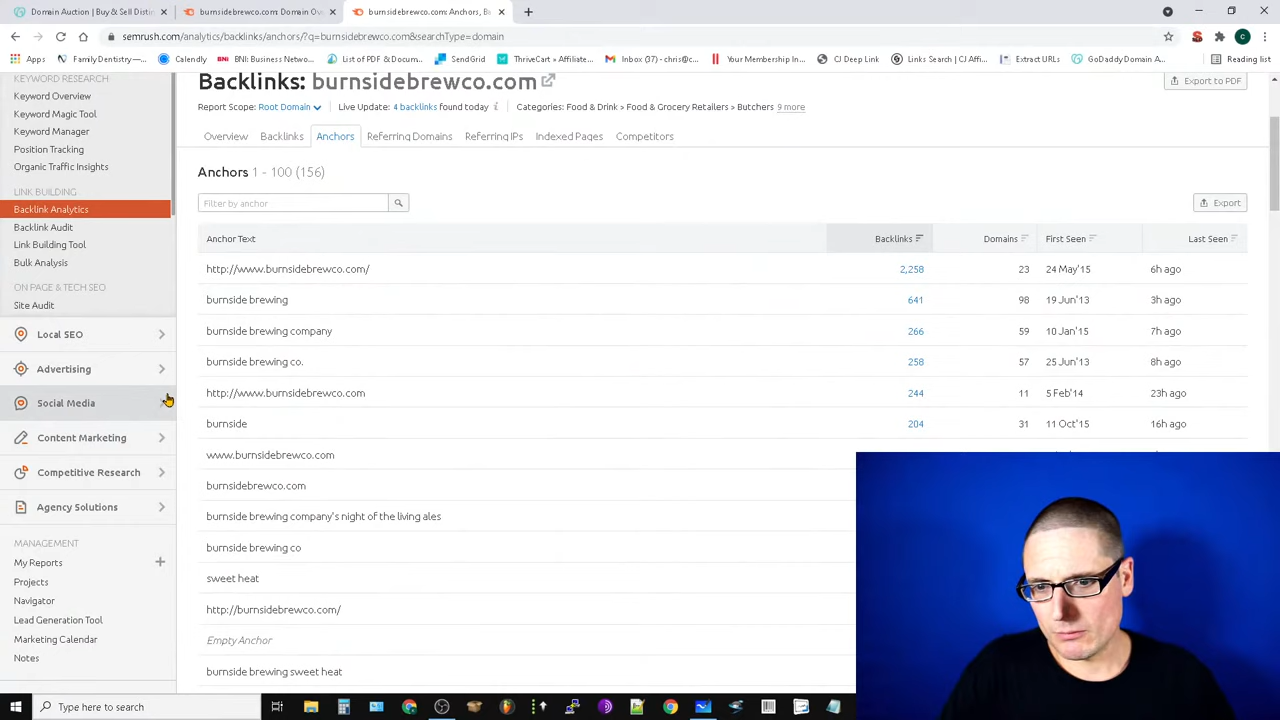 Domain Auction | Buy & Sell Distin
burnsidebrewco.com: Domain Ov
burnsidebrewco.com: Anchors, B
semrush.com/analytics/backlinks/anchors/?q=burnsidebrewco.com&searchType=domain
Apps
Family Dentistry —...
Calendly
BNI: Business Netw...
List of PDF & Docum...
SendGrid
ThriveCart » Affiliate...
Inbox (37) - chris@c...
Your Membership In...
CJ Deep Link
Links Search | CJ Affi...
Extract URLs
GoDaddy Domain A...
Reading list
KEYWORD RESEARCH
Keyword Overview
Keyword Magic Tool
Keyword Manager
Position Tracking
Organic Traffic Insights
LINK BUILDING
Backlink Analytics
Backlink Audit
Link Building Tool
Bulk Analysis
ON PAGE & TECH SEO
Site Audit
Local SEO
Advertising
Social Media
Content Marketing
Competitive Research
Agency Solutions
MANAGEMENT
My Reports
Projects
Navigator
Lead Generation Tool
Marketing Calendar
Notes
Backlinks: burnsidebrewco.com
Export to PDF
Report Scope: Root Domain Live Update: 4 backlinks found today Categories: Food & Drink > Food & Grocery Retailers > Butchers 9 more
Overview Backlinks Anchors Referring Domains Referring IPs Indexed Pages Competitors
Anchors 1 - 100 (156)
Filter by anchor
Export
Anchor Text Backlinks Domains First Seen Last Seen
http://www.burnsidebrewco.com/ 2,258 23 24 May'15 6h ago
burnside brewing 641 98 19 Jun'13 3h ago
burnside brewing company 266 59 10 Jan'15 7h ago
burnside brewing co. 258 57 25 Jun'13 8h ago
http://www.burnsidebrewco.com 244 11 5 Feb'14 23h ago
burnside 204 31 11 Oct'15 16h ago
www.burnsidebrewco.com
burnsidebrewco.com
burnside brewing company's night of the living ales
burnside brewing co
sweet heat
http://burnsidebrewco.com/
Empty Anchor
burnside brewing sweet heat
Type here to search